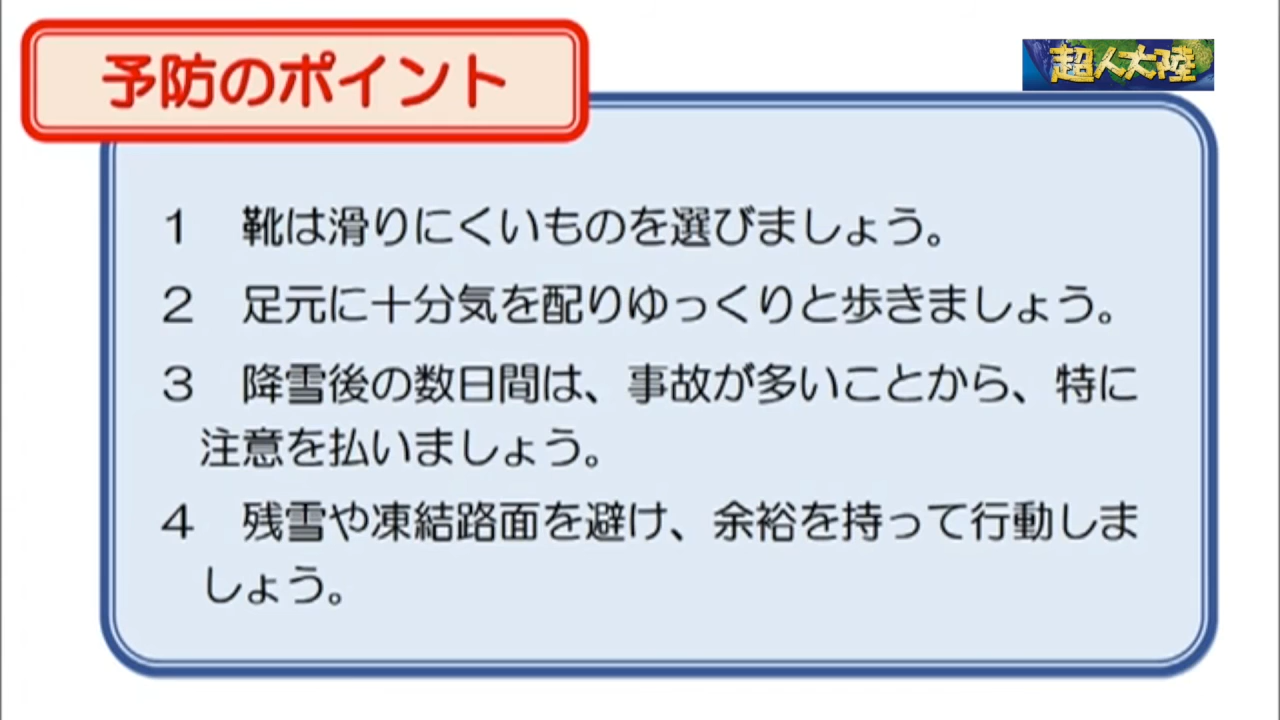 予防のポイント
超人大陸
1　靴は滑りにくいものを選びましょう。
2　足元に十分気を配りゆっくりと歩きましょう。
3　降雪後の数日間は、事故が多いことから、特に
注意を払いましょう。
4　残雪や凍結路面を避け、余裕を持って行動しま
しょう。